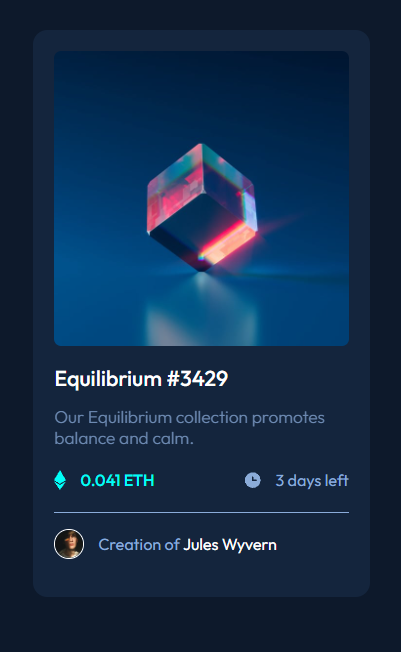 Equilibrium #3429
Our Equilibrium collection promotes
balance and calm.
0.041 ETH
3 days left
Creation of Jules Wyvern